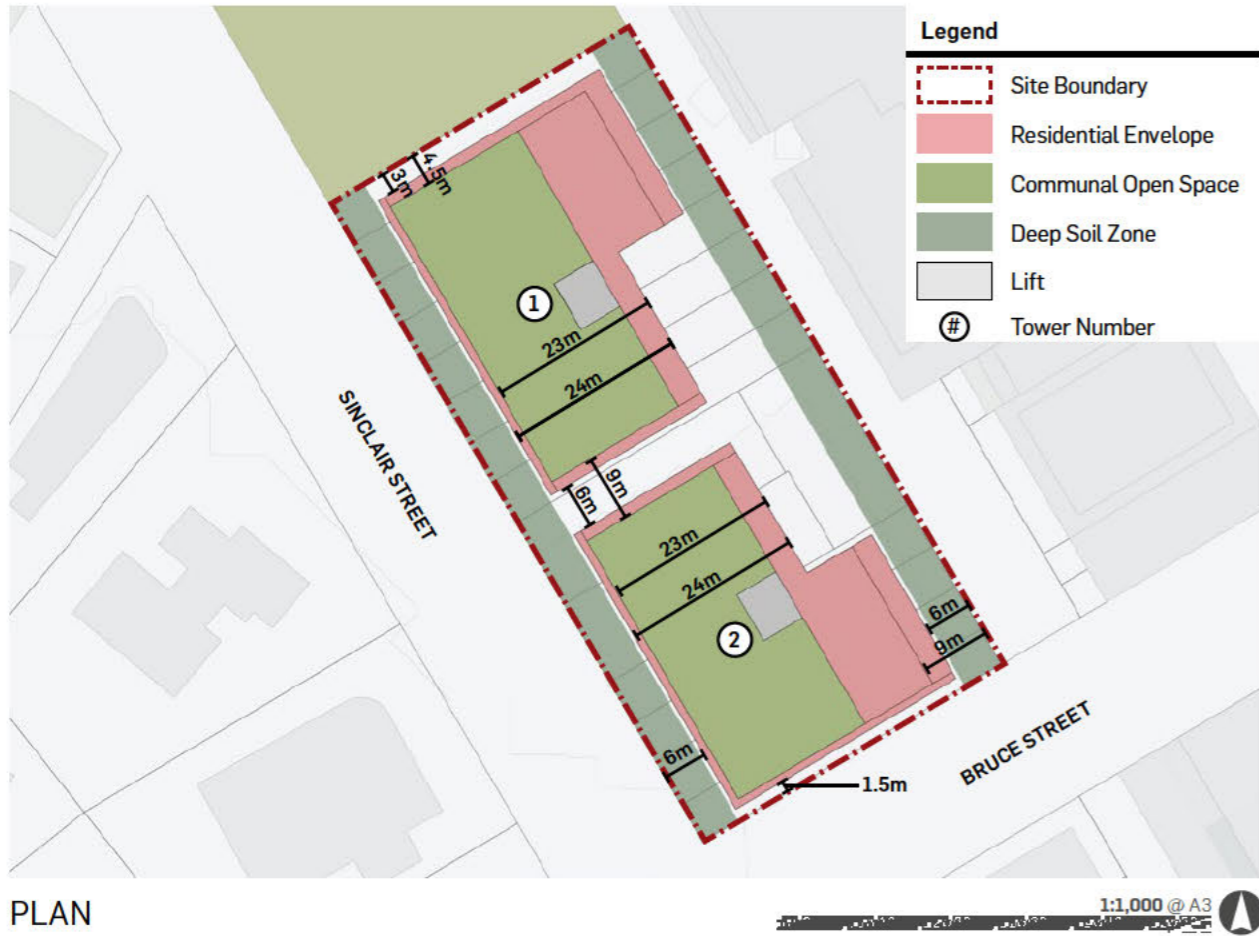 Legend
Site Boundary
Residential Envelope
Communal Open Space
Deep Soil Zone
Lift
# Tower Number
3m
4.5m
1
23m
24m
SINCLAIR STREET
6m
9m
23m
24m
2
6m
9m
6m
1.5m
BRUCE STREET
PLAN
1:1,000 @ A3